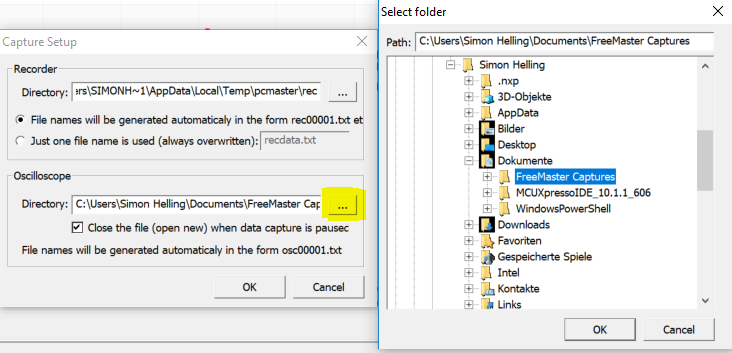 Capture Setup
Recorder
Directory: ers\SIMONH~1\AppData\Local\Temp\pcmaster\rec ...
File names will be generated automaticaly in the form rec00001.txt et
Just one file name is used (always overwritten): recdata.txt
Oscilloscope
Directory: C:\Users\Simon Helling\Documents\FreeMaster Cap ...
Close the file (open new) when data capture is paused
File names will be generated automaticaly in the form osc00001.txt
OK Cancel
Select folder
Path: C:\Users\Simon Helling\Documents\FreeMaster Captures
Simon Helling
.nxp
3D-Objekte
AppData
Bilder
Desktop
Dokumente
FreeMaster Captures
MCUXpressoIDE_10.1.1_606
WindowsPowerShell
Downloads
Favoriten
Gespeicherte Spiele
Intel
Kontakte
Links
OK Cancel